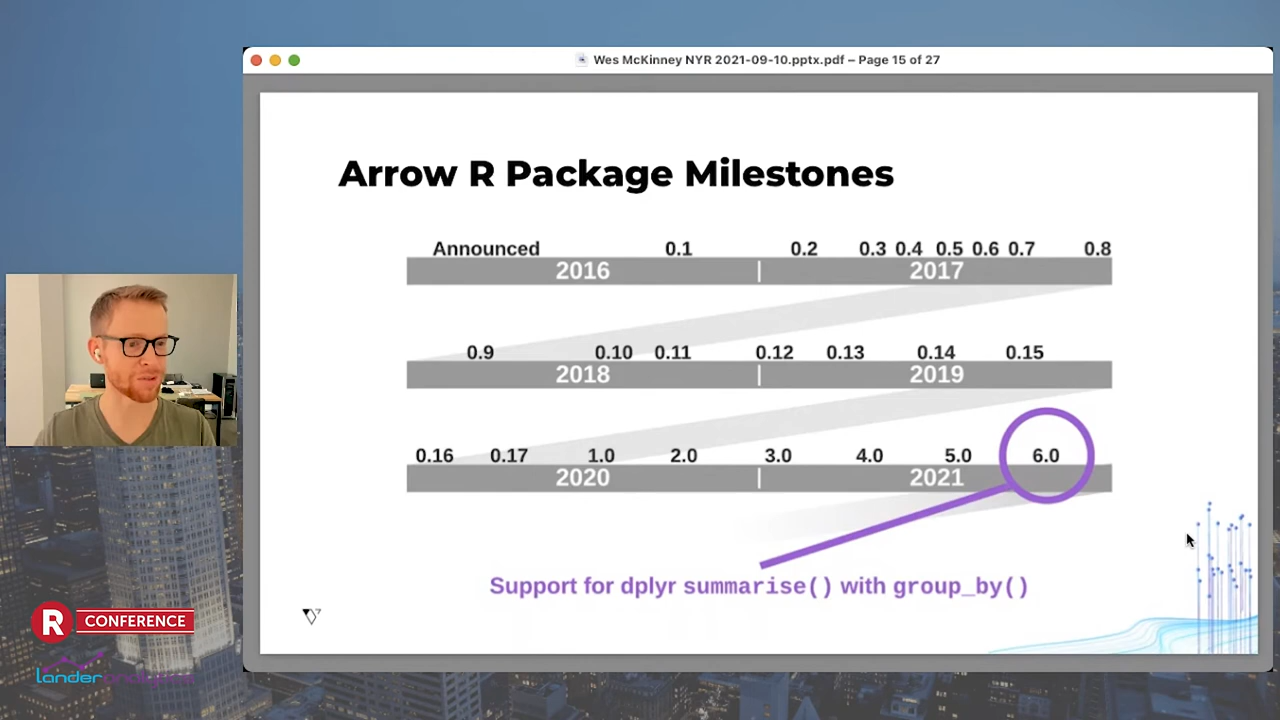 Wes McKinney NYR 2021-09-10.pptx.pdf – Page 15 of 27
Arrow R Package Milestones
Announced 0.1 0.2 0.3 0.4 0.5 0.6 0.7 0.8
2016 | 2017
0.9 0.10 0.11 0.12 0.13 0.14 0.15
2018 | 2019
0.16 0.17 1.0 2.0 3.0 4.0 5.0 6.0
2020 | 2021
Support for dplyr summarise() with group_by()
R CONFERENCE
lander analytics